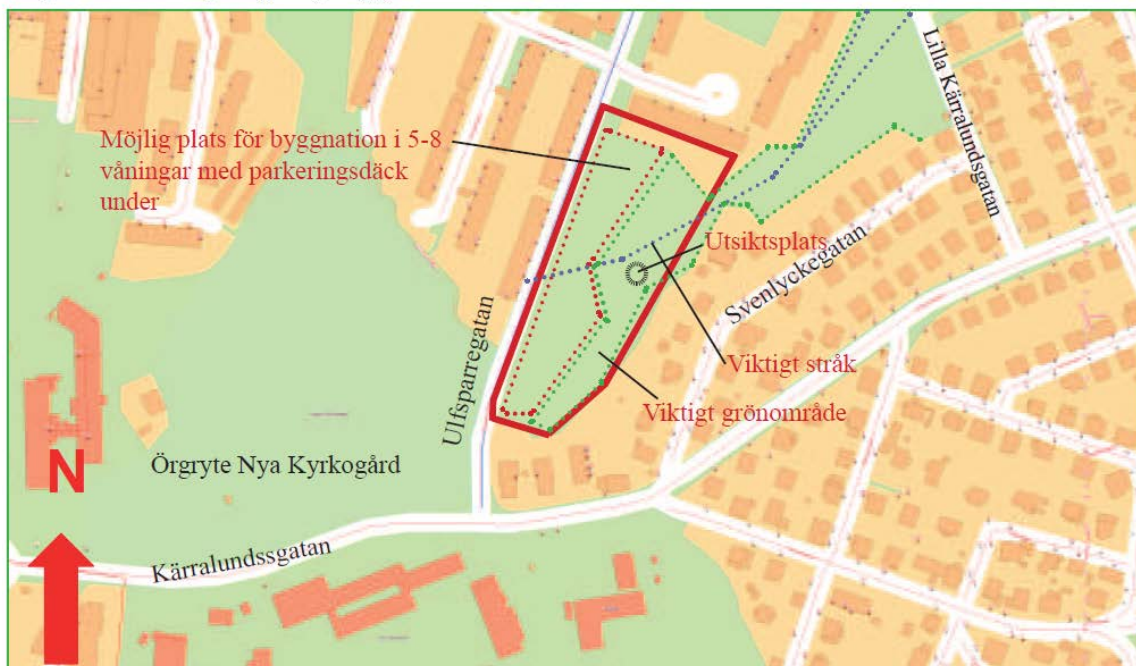 Lilla Kärralundsgatan
Möjlig plats för byggnation i 5-8
våningar med parkeringsdäck
under
Utsiktsplats
Svenlyckegatan
Ulfsparregatan
Viktigt stråk
Viktigt grönområde
Örgryte Nya Kyrkogård
N
Kärralundssgatan